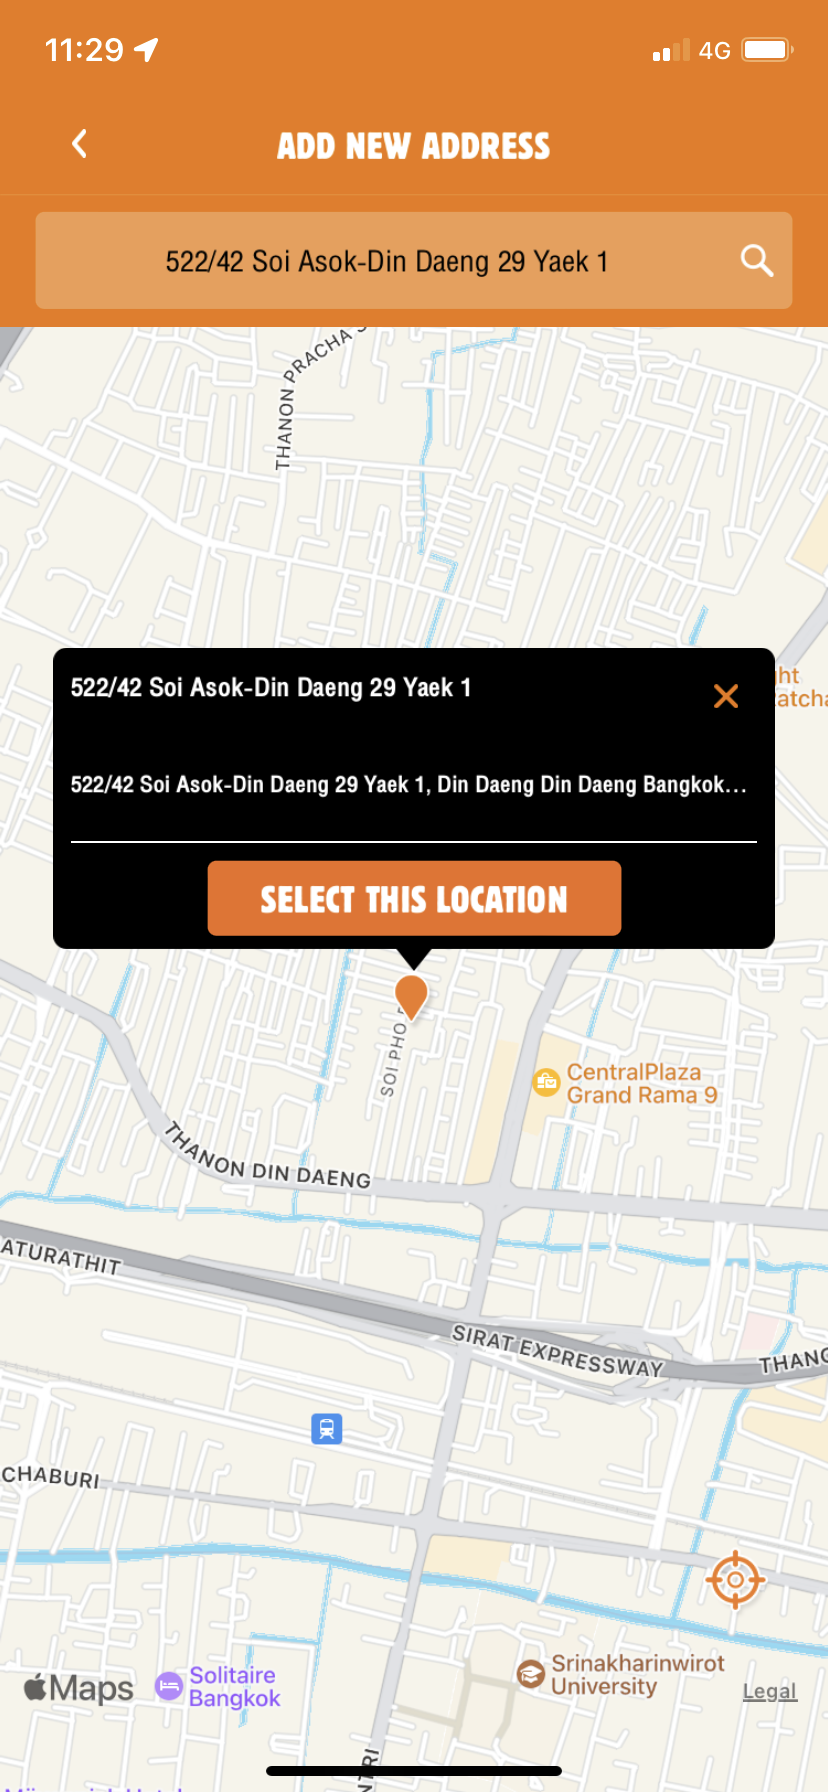 11:29
4G
ADD NEW ADDRESS
522/42 Soi Asok-Din Daeng 29 Yaek 1
THANON PRACHA
522/42 Soi Asok-Din Daeng 29 Yaek 1
522/42 Soi Asok-Din Daeng 29 Yaek 1, Din Daeng Din Daeng Bangkok...
SELECT THIS LOCATION
SOI PHO
CentralPlaza
Grand Rama 9
THANON DIN DAENG
ATURATHIT
SIRAT EXPRESSWAY
THANO
CHABURI
Srinakharinwirot
University
Solitaire
Bangkok
Maps
Legal